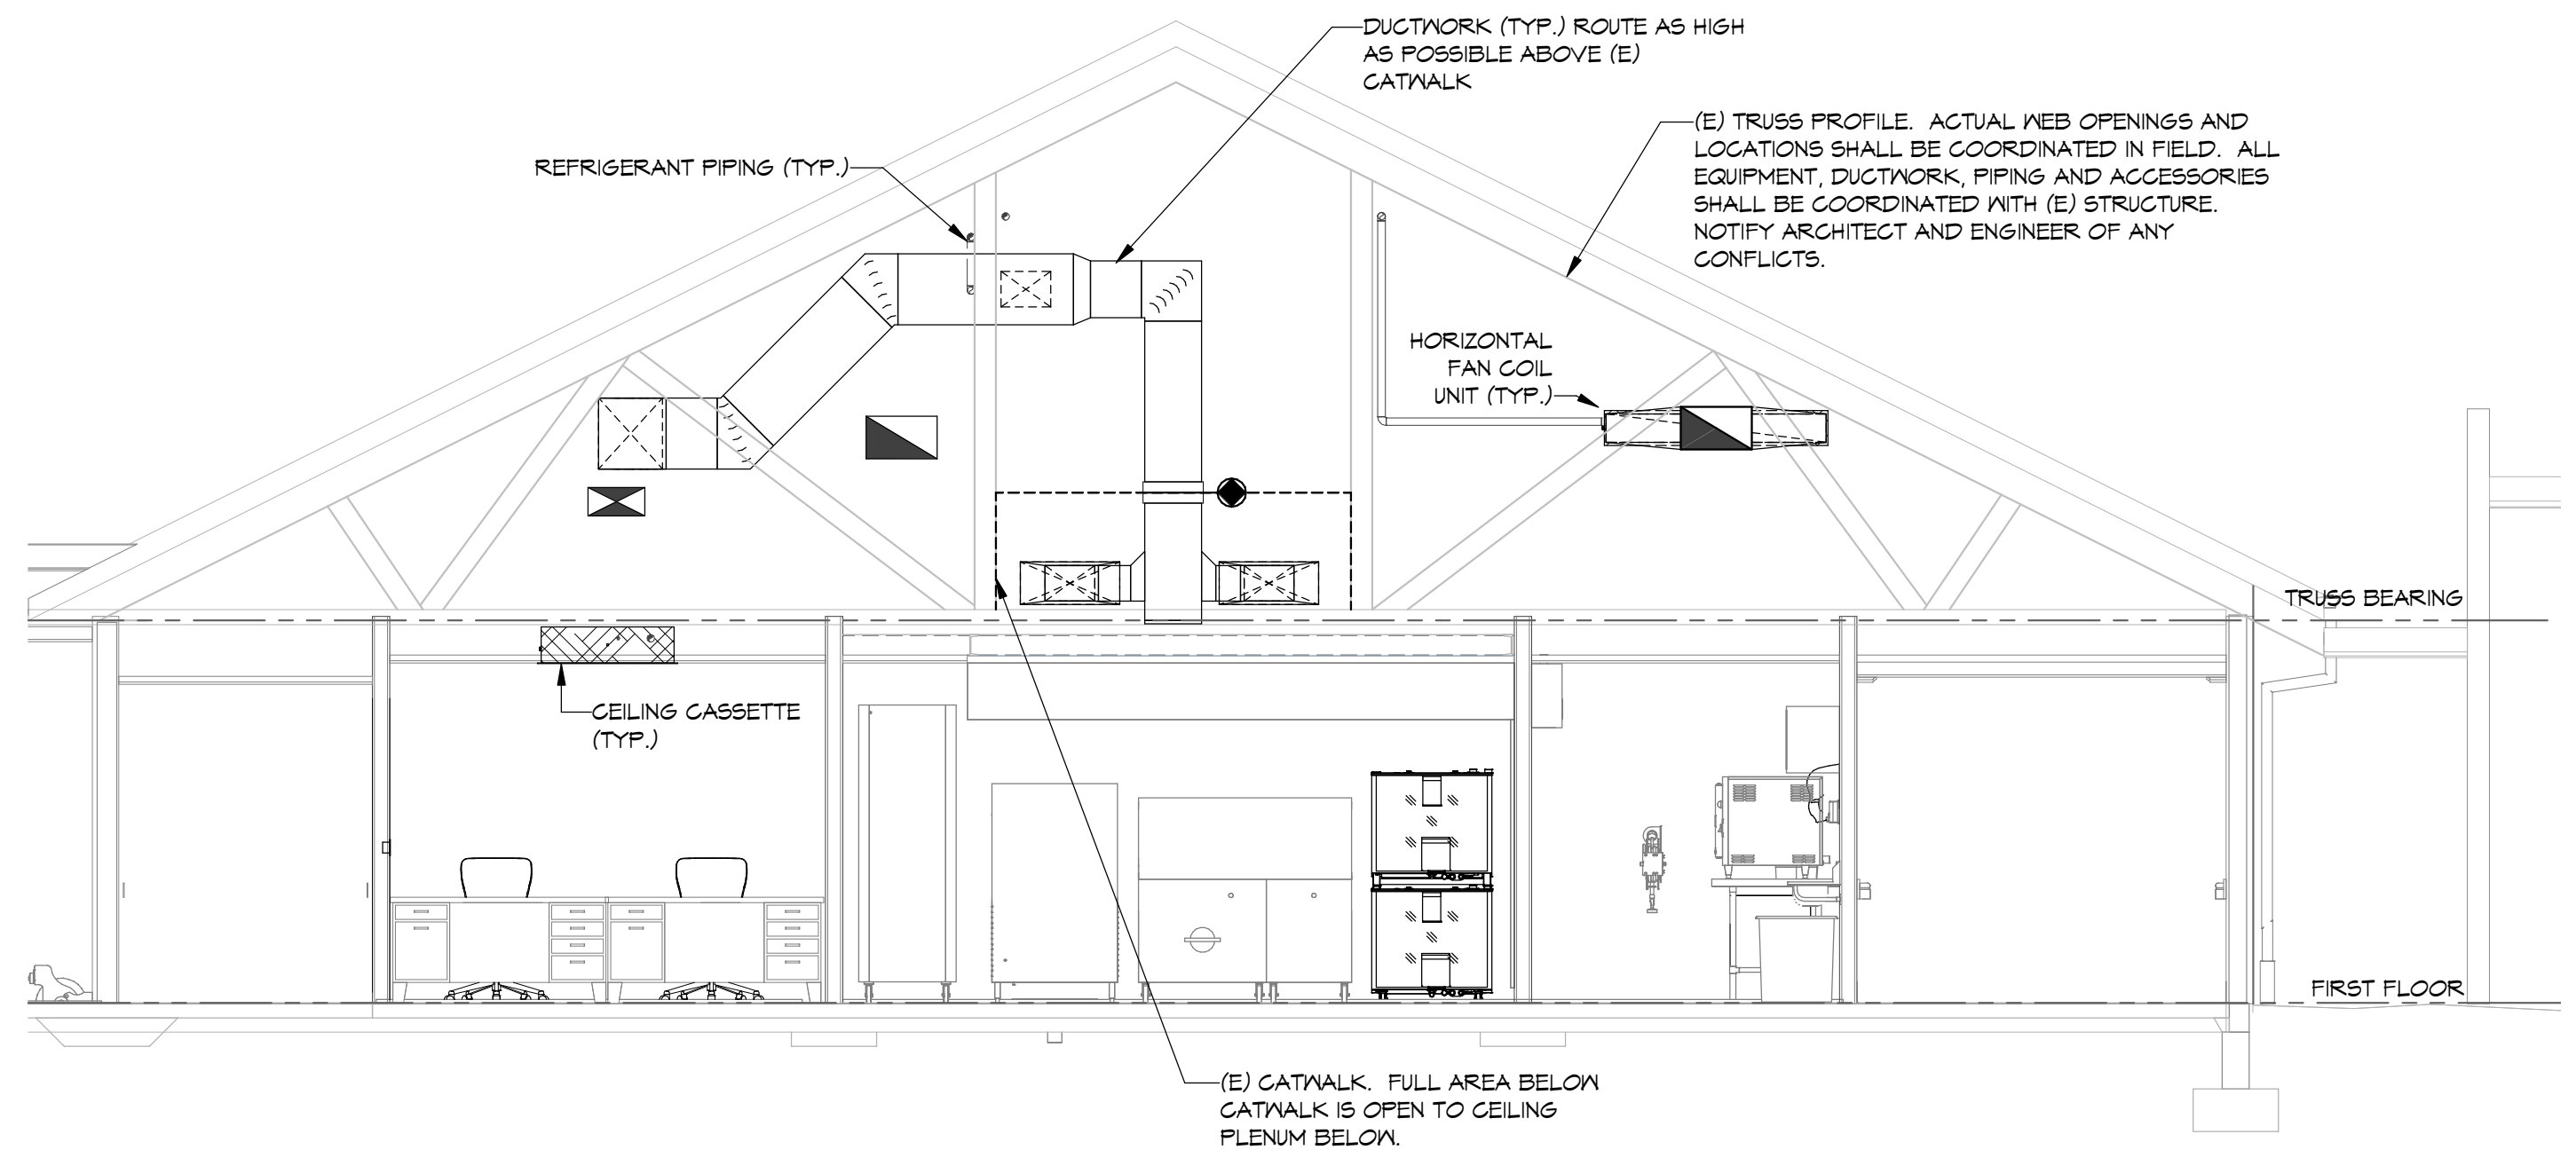 DUCTWORK (TYP.) ROUTE AS HIGH
AS POSSIBLE ABOVE (E)
CATWALK
(E) TRUSS PROFILE. ACTUAL WEB OPENINGS AND
LOCATIONS SHALL BE COORDINATED IN FIELD. ALL
EQUIPMENT, DUCTWORK, PIPING AND ACCESSORIES
SHALL BE COORDINATED WITH (E) STRUCTURE.
NOTIFY ARCHITECT AND ENGINEER OF ANY
CONFLICTS.
REFRIGERANT PIPING (TYP.)
HORIZONTAL
FAN COIL
UNIT (TYP.)
TRUSS BEARING
CEILING CASSETTE
(TYP.)
FIRST FLOOR
(E) CATWALK. FULL AREA BELOW
CATWALK IS OPEN TO CEILING
PLENUM BELOW.